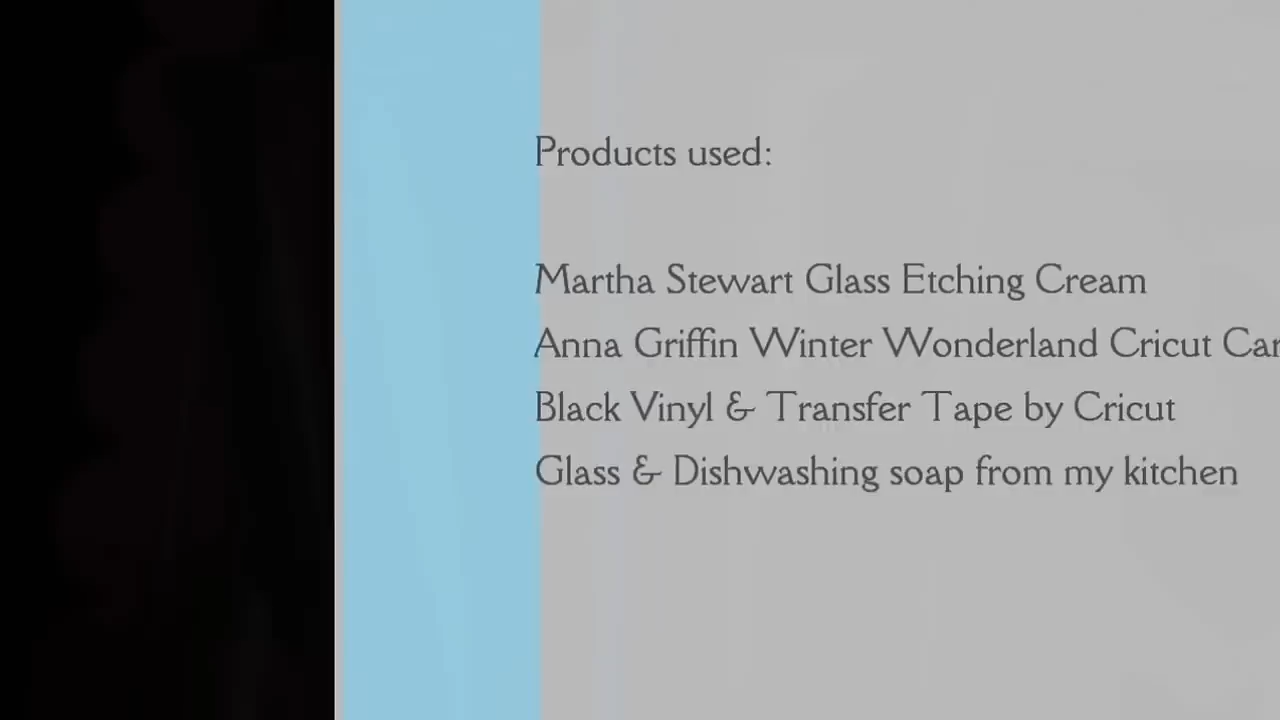 Products used:
Martha Stewart Glass Etching Cream
Anna Griffin Winter Wonderland Cricut
Black Vinyl & Transfer Tape by Cricut
Glass & Dishwashing soap from my kitchen